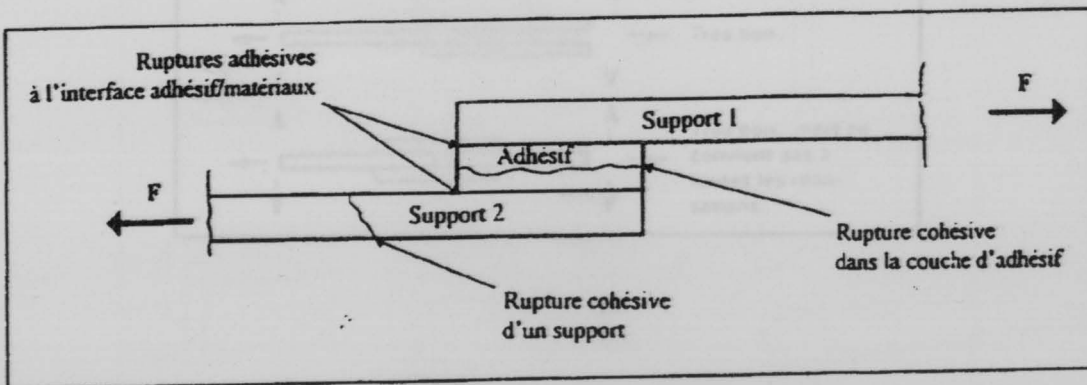 Ruptures adhésives
à l'interface adhésif/matériaux
F
Support 1
Adhésif
F
Support 2
Rupture cohésive
dans la couche d'adhésif
Rupture cohésive
d'un support